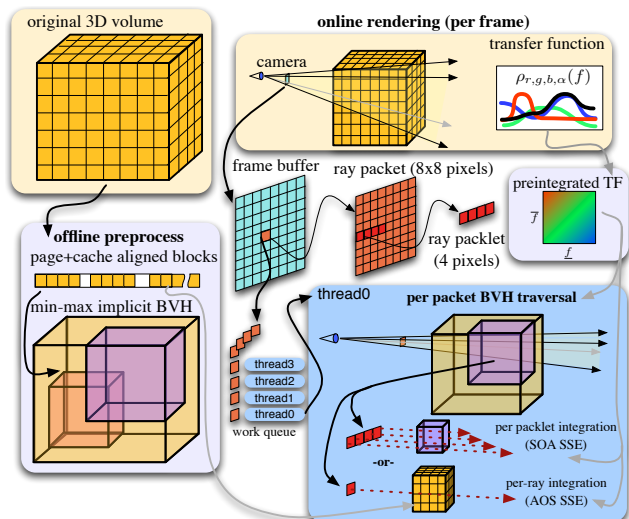 original 3D volume
online rendering (per frame)
camera
transfer function
ρr,g,b,α(f)
frame buffer
ray packet (8x8 pixels)
ray packlet
(4 pixels)
preintegrated TF
f̅
f̲
offline preprocess
page+cache aligned blocks
min-max implicit BVH
thread3
thread2
thread1
thread0
work queue
thread0
per packet BVH traversal
per packlet integration
(SOA SSE)
-or-
per-ray integration
(AOS SSE)